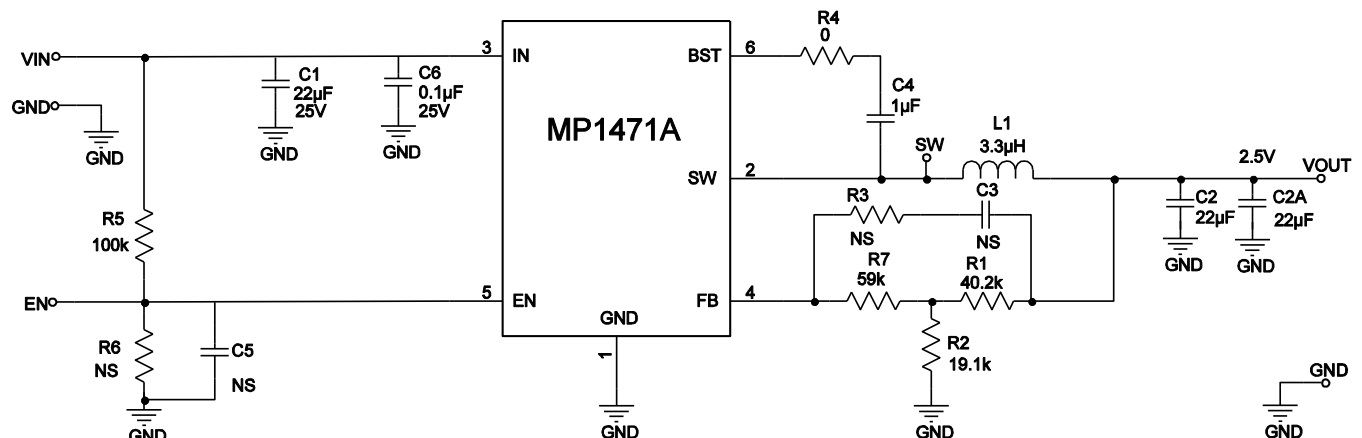 VIN
3
IN
C1
22μF
25V
C6
0.1μF
25V
GND
GND
GND
GND
MP1471A
BST
6
R4
0
C4
1μF
SW
2
SW
L1
3.3μH
2.5V
VOUT
C2
22μF
C2A
22μF
GND
GND
R3
NS
C3
NS
R5
100k
R7
59k
R1
40.2k
EN
5
EN
FB
4
GND
1
R6
NS
C5
NS
R2
19.1k
GND
GND
GND
GND
GND